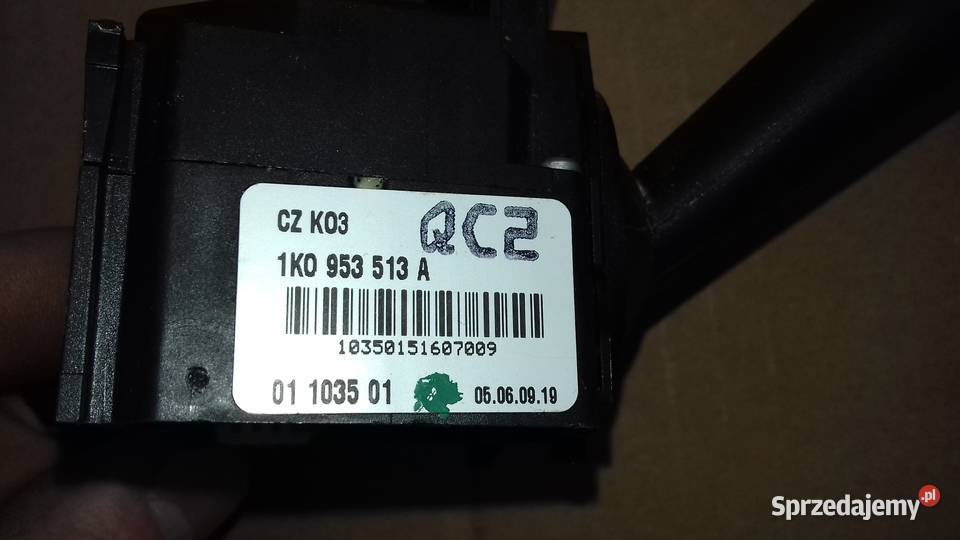 CZ K03 QC2
1K0 953 513 A
10350151607009
01 1035 01 05.06.09.19
Sprzedajemy.pl